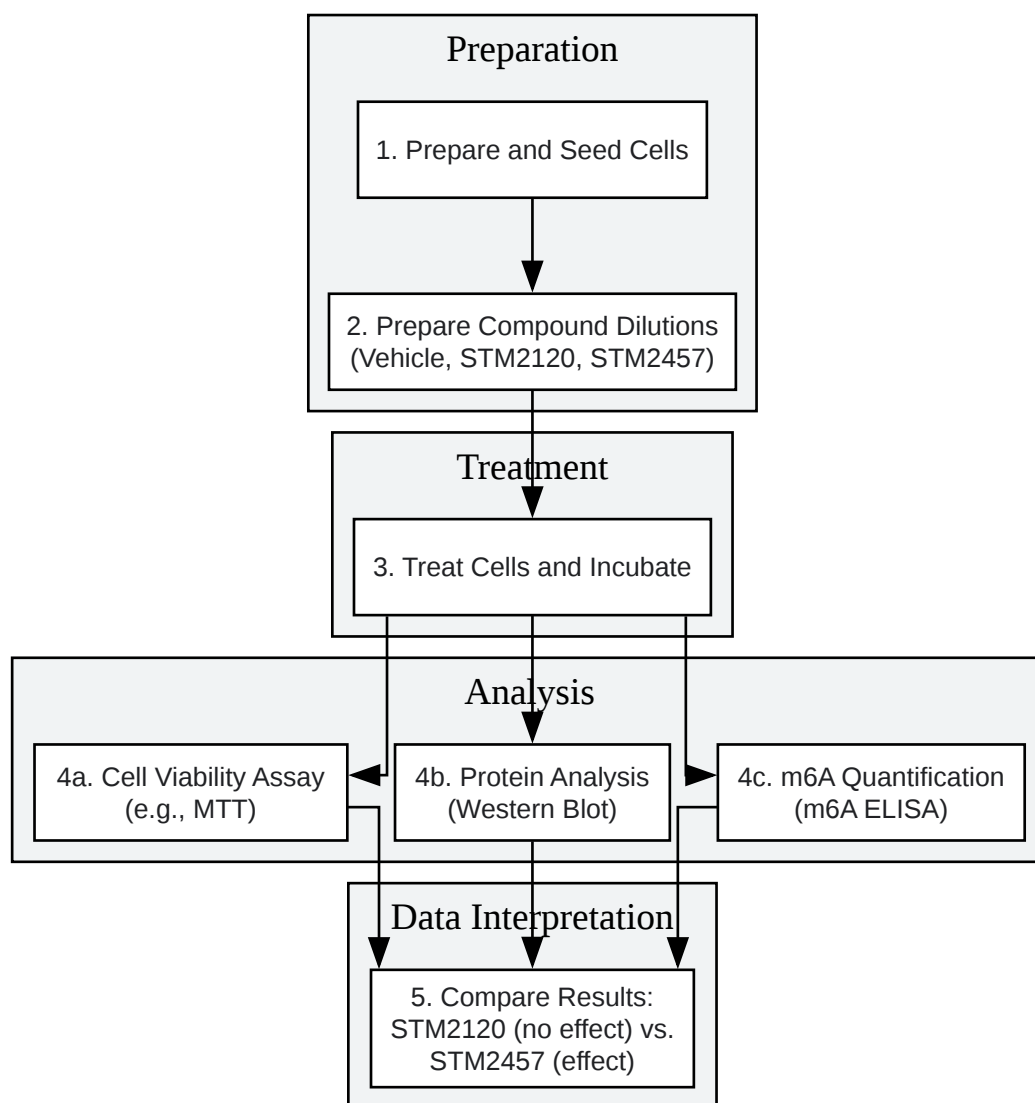 Preparation
1. Prepare and Seed Cells
2. Prepare Compound Dilutions
(Vehicle, STM2120, STM2457)
Treatment
3. Treat Cells and Incubate
Analysis
4a. Cell Viability Assay
(e.g., MTT)
4b. Protein Analysis
(Western Blot)
4c. m6A Quantification
(m6A ELISA)
Data Interpretation
5. Compare Results:
STM2120 (no effect) vs.
STM2457 (effect)